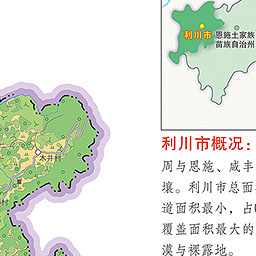 利川市
恩施土家族
苗族自治州
木井村
利川市概况：
周与恩施、咸丰
壤。利川市总面
道面积最小，占
覆盖面积最大的
漠与裸露地。